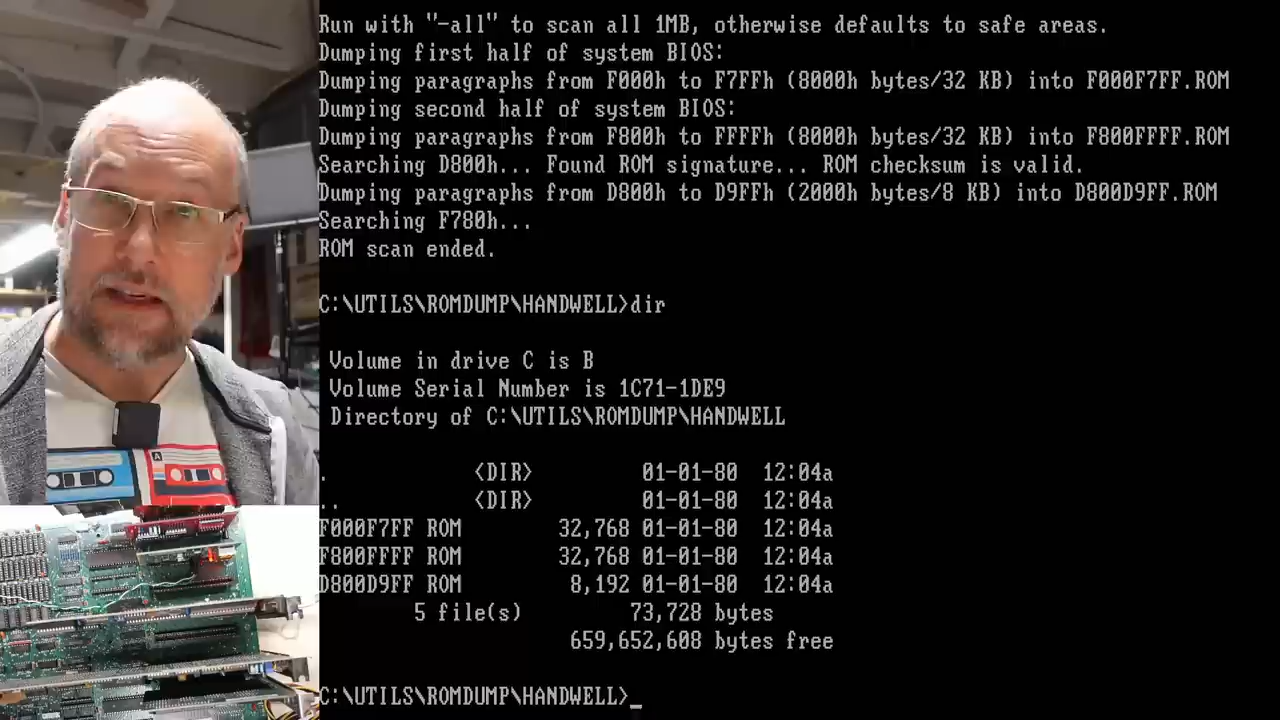 Run with "-all" to scan all 1MB, otherwise defaults to safe areas.
Dumping first half of system BIOS:
Dumping paragraphs from F000h to F7FFh (8000h bytes/32 KB) into F000F7FF.ROM
Dumping second half of system BIOS:
Dumping paragraphs from F800h to FFFFh (8000h bytes/32 KB) into F800FFFF.ROM
Searching D800h... Found ROM signature... ROM checksum is valid.
Dumping paragraphs from D800h to D9FFh (2000h bytes/8 KB) into D800D9FF.ROM
Searching F780h...
ROM scan ended.
C:\UTILS\ROMDUMP\HANDWELL>dir
Volume in drive C is B
Volume Serial Number is 1C71-1DE9
Directory of C:\UTILS\ROMDUMP\HANDWELL
. <DIR> 01-01-80 12:04a
.. <DIR> 01-01-80 12:04a
F000F7FF ROM 32,768 01-01-80 12:04a
F800FFFF ROM 32,768 01-01-80 12:04a
D800D9FF ROM 8,192 01-01-80 12:04a
5 file(s) 73,728 bytes
659,652,608 bytes free
C:\UTILS\ROMDUMP\HANDWELL>_
A